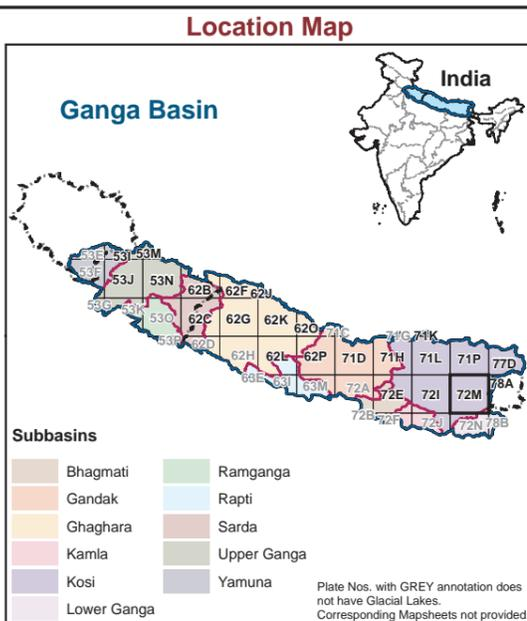 Location Map
India
Ganga Basin
53E 53I 53M
53F 53J 53N 62B 62F 62J
53G 53K 53O 62C 62G 62K 62O 71C 71G 71K
53P 62D 62H 62L 62P 71D 71H 71L 71P 77D
63E 63I 63M 72A 72E 72I 72M 78A
72B 72F 72J 72N 78B
Subbasins
Bhagmati
Gandak
Ghaghara
Kamla
Kosi
Lower Ganga
Ramganga
Rapti
Sarda
Upper Ganga
Yamuna
Plate Nos. with GREY annotation does
not have Glacial Lakes.
Corresponding Mapsheets not provided